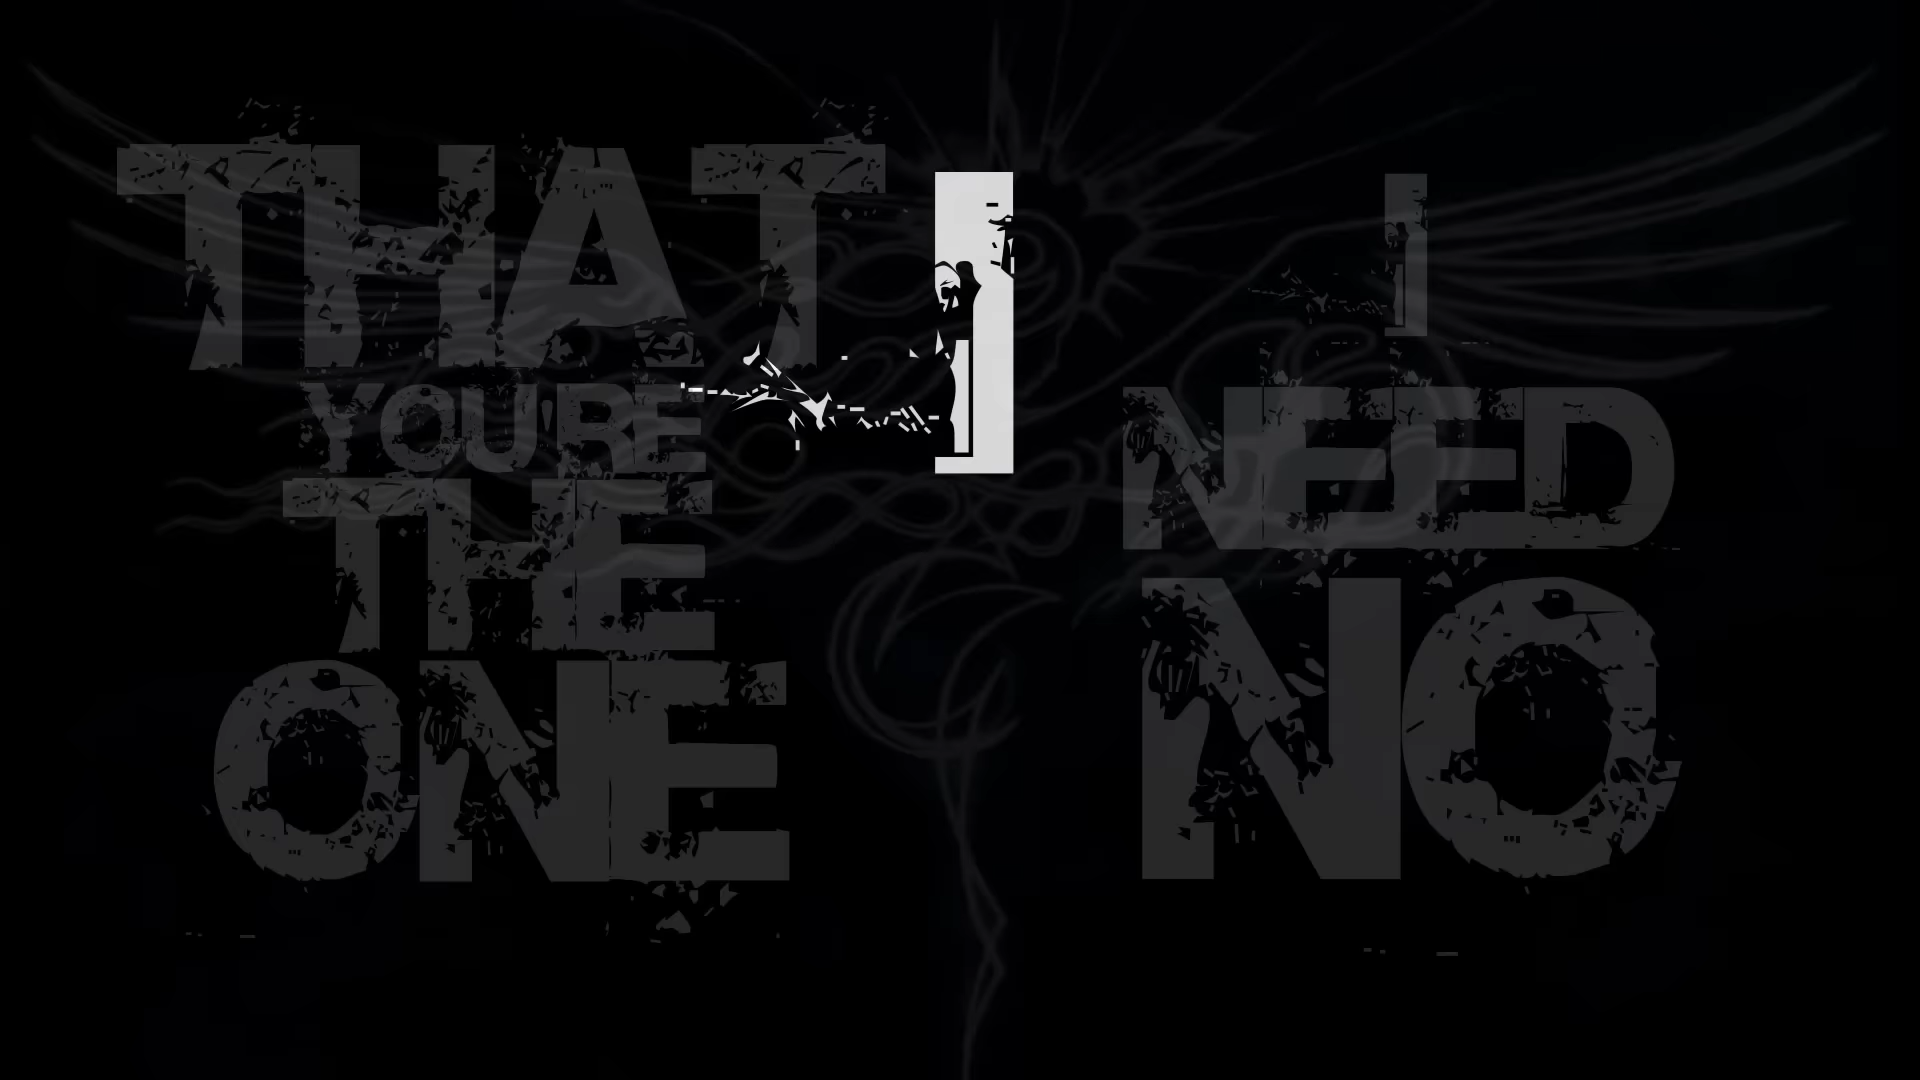 THAT
YOU'RE
THE
ONE
I
I
NEED
NO